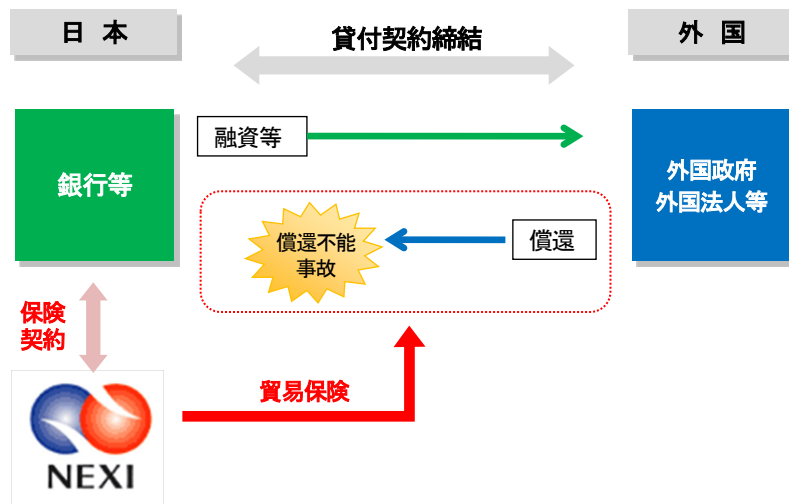 日 本
外 国
貸付契約締結
融資等
銀行等
外国政府
外国法人等
償還不能
事故
償還
保険
契約
貿易保険
NEXI